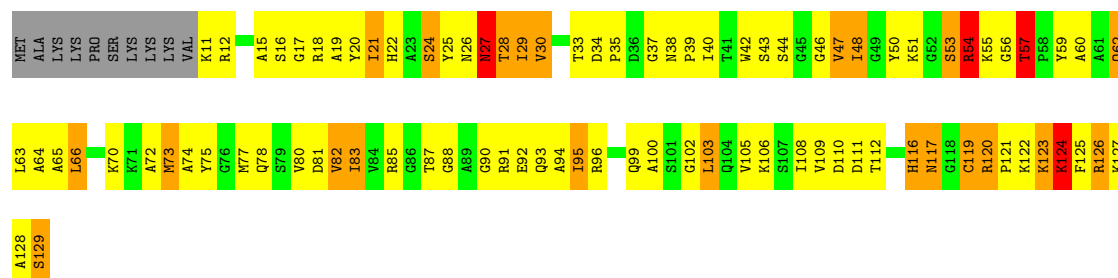 MET ALA LYS LYS PRO SER LYS LYS LYS VAL K11 R12 A15 S16 G17 R18 A19 Y20 I21 H22 A23 S24 Y25 N26 N27 T28 I29 V30 T33 D34 P35 D36 G37 N38 P39 I40 T41 W42 S43 S44 G45 G46 V47 I48 G49 Y50 K51 G52 S53 R54 K55 G56 T57 P58 Y59 A60 A61
L63 A64 A65 L66 K70 K71 A72 M73 A74 Y75 G76 M77 Q78 S79 V80 D81 V82 I83 V84 R85 G86 T87 G88 A89 G90 R91 E92 Q93 A94 I95 R96 Q99 A100 S101 G102 L103 Q104 V105 K106 S107 I108 V109 D110 D111 T112 H116 N117 G118 C119 R120 P121 K122 K123 K124 F125 R126
A128 S129